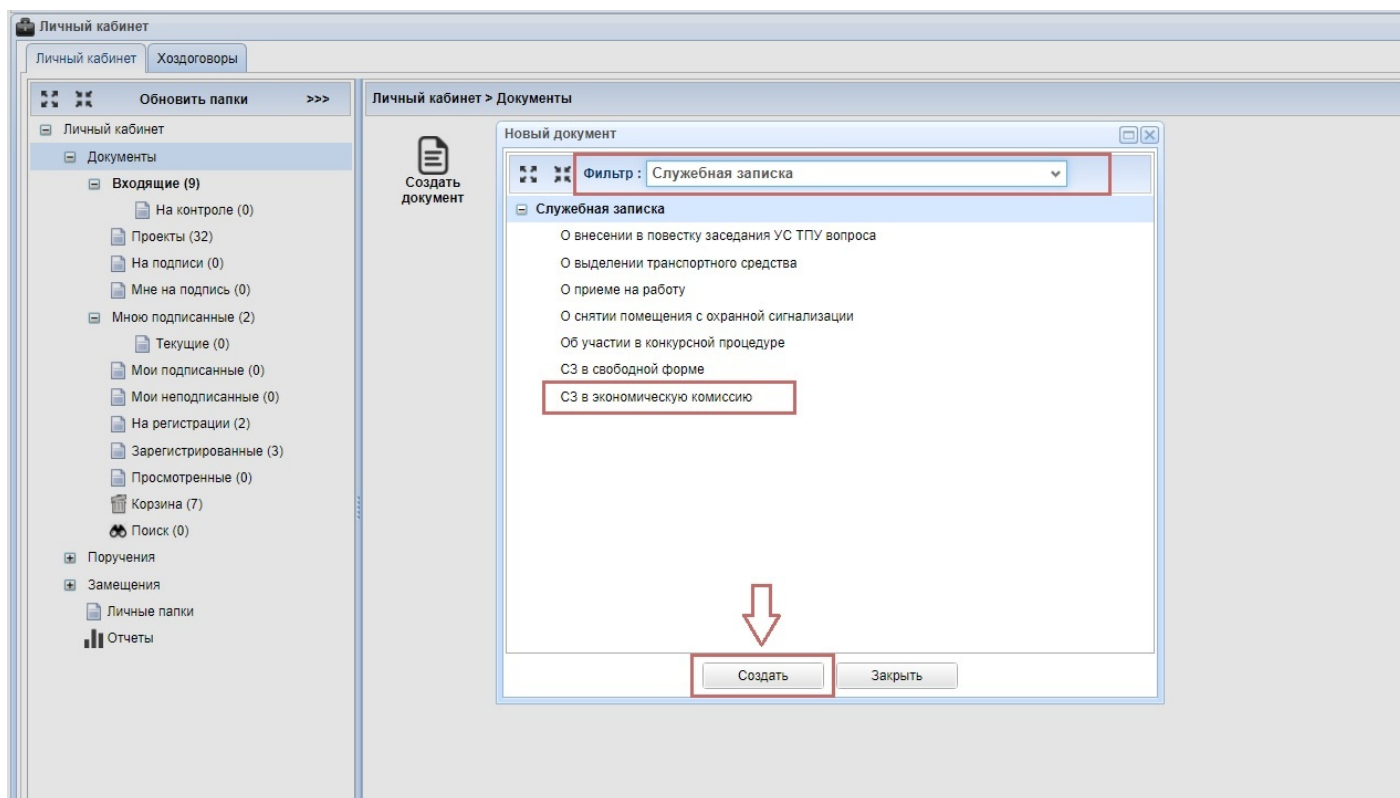 Личный кабинет
Личный кабинет Хоздоговоры
Обновить папки >>>
Личный кабинет
Документы
Входящие (9)
На контроле (0)
Проекты (32)
На подписи (0)
Мне на подпись (0)
Мною подписанные (2)
Текущие (0)
Мои подписанные (0)
Мои неподписанные (0)
На регистрации (2)
Зарегистрированные (3)
Просмотренные (0)
Корзина (7)
Поиск (0)
Поручения
Замещения
Личные папки
Отчеты
Личный кабинет > Документы
Создать
документ
Новый документ
Фильтр : Служебная записка
Служебная записка
О внесении в повестку заседания УС ТПУ вопроса
О выделении транспортного средства
О приеме на работу
О снятии помещения с охранной сигнализации
Об участии в конкурсной процедуре
СЗ в свободной форме
СЗ в экономическую комиссию
Создать Закрыть